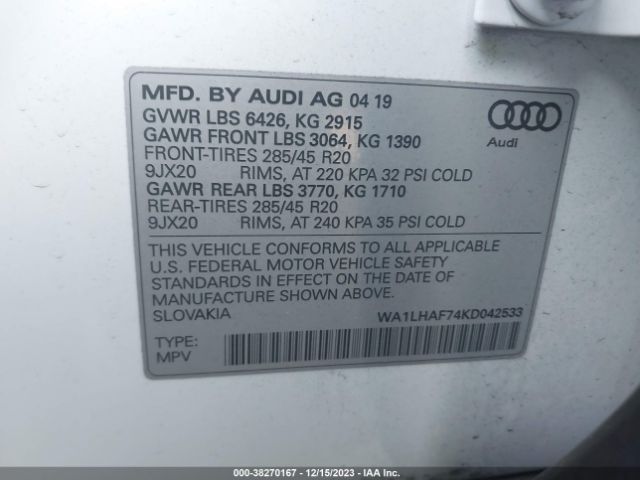 MFD. BY AUDI AG 04 19
GVWR LBS 6426, KG 2915
GAWR FRONT LBS 3064, KG 1390
FRONT-TIRES 285/45 R20
9JX20 RIMS, AT 220 KPA 32 PSI COLD
GAWR REAR LBS 3770, KG 1710
REAR-TIRES 285/45 R20
9JX20 RIMS, AT 240 KPA 35 PSI COLD
Audi
THIS VEHICLE CONFORMS TO ALL APPLICABLE
U.S. FEDERAL MOTOR VEHICLE SAFETY
STANDARDS IN EFFECT ON THE DATE OF
MANUFACTURE SHOWN ABOVE.
SLOVAKIA WA1LHAF74KD042533
TYPE:
MPV
000-38270167 - 12/15/2023 - IAA Inc.